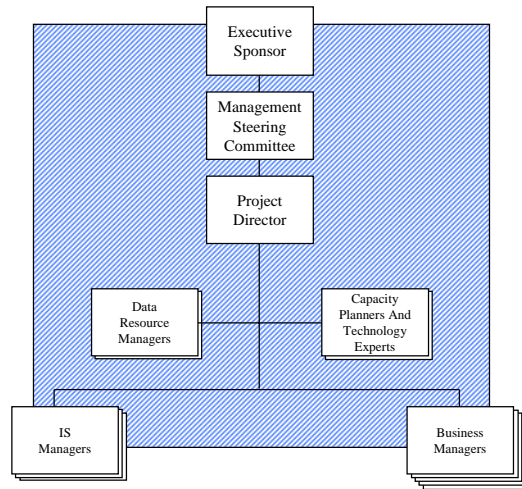 Executive
Sponsor
Management
Steering
Committee
Project
Director
Data
Resource
Managers
Capacity
Planners And
Technology
Experts
IS
Managers
Business
Managers